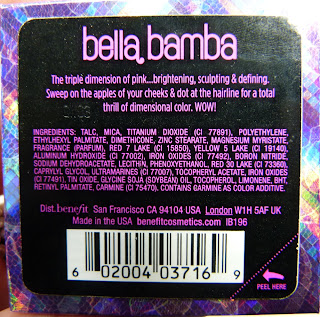 bella bamba
The triple dimension of pink...brightening, sculpting & defining.
Sweep on the apples of your cheeks & dot at the hairline for a total
thrill of dimensional color. WOW!
INGREDIENTS: TALC, MICA, TITANIUM DIOXIDE (CI 77891), POLYETHYLENE,
ETHYLHEXYL PALMITATE, DIMETHICONE, ZINC STEARATE, MAGNESIUM MYRISTATE,
FRAGRANCE (PARFUM), RED 7 LAKE (CI 15850), YELLOW 5 LAKE (CI 19140),
ALUMINUM HYDROXIDE (CI 77002), IRON OXIDES (CI 77492), BORON NITRIDE,
SODIUM DEHYDROACETATE, LECITHIN, PHENOXYETHANOL, RED 30 LAKE (CI 73360),
CAPRYLYL GLYCOL, ULTRAMARINES (CI 77007), TOCOPHERYL ACETATE, IRON OXIDES
(CI 77491), TIN OXIDE, GLYCINE SOJA (SOYBEAN) OIL, TOCOPHEROL, LIMONENE, BHT,
RETINYL PALMITATE, CARMINE (CI 75470). CONTAINS CARMINE AS COLOR ADDITIVE.
Dist. benefit San Francisco CA 94104 USA London W1H 5AF UK
Made in the USA benefitcosmetics.com IB196
6 02004 03716 9
PEEL HERE